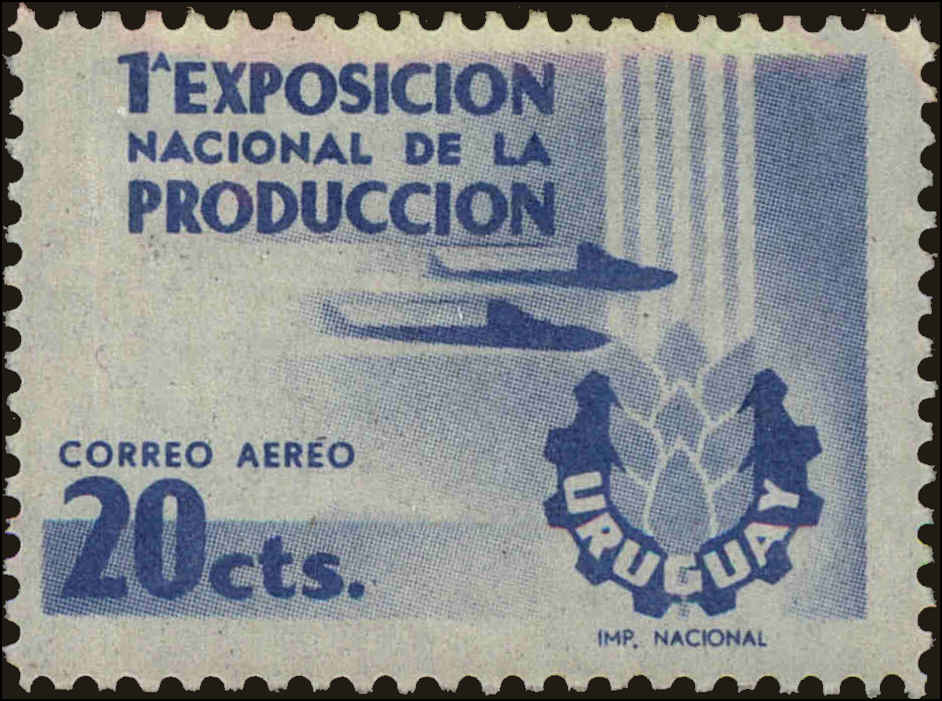 1ᴬ EXPOSICION
NACIONAL DE LA
PRODUCCION
CORREO AEREO
20cts.
URUGUAY
IMP. NACIONAL